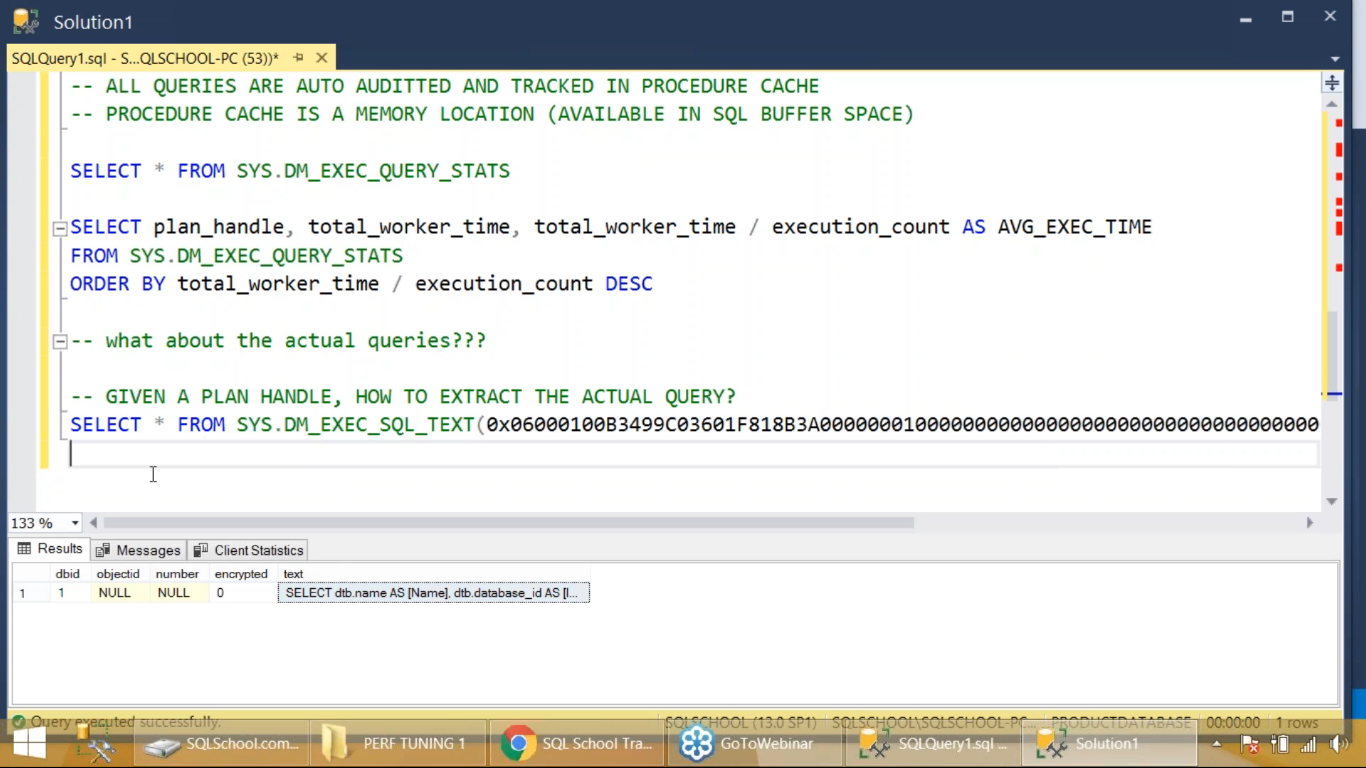 Solution1
SQLQuery1.sql - S...QLSCHOOL-PC (53))*
-- ALL QUERIES ARE AUTO AUDITTED AND TRACKED IN PROCEDURE CACHE
-- PROCEDURE CACHE IS A MEMORY LOCATION (AVAILABLE IN SQL BUFFER SPACE)
SELECT * FROM SYS.DM_EXEC_QUERY_STATS
SELECT plan_handle, total_worker_time, total_worker_time / execution_count AS AVG_EXEC_TIME
FROM SYS.DM_EXEC_QUERY_STATS
ORDER BY total_worker_time / execution_count DESC
-- what about the actual queries???
-- GIVEN A PLAN HANDLE, HOW TO EXTRACT THE ACTUAL QUERY?
SELECT * FROM SYS.DM_EXEC_SQL_TEXT(0x06000100B3499C03601F818B3A0000000100000000000000000000000000000000000
133 %
Results Messages Client Statistics
dbid objectid number encrypted text
1 1 NULL NULL 0 SELECT dtb.name AS [Name], dtb.database_id AS [I...
Query executed successfully. SQLSCHOOL (13.0 SP1) SQLSCHOOL\SQLSCHOOL-PC... PRODUCTDATABASE 00:00:00 1 rows
SQLSchool.com... PERF TUNING 1 SQL School Tra... GoToWebinar SQLQuery1.sql ... Solution1